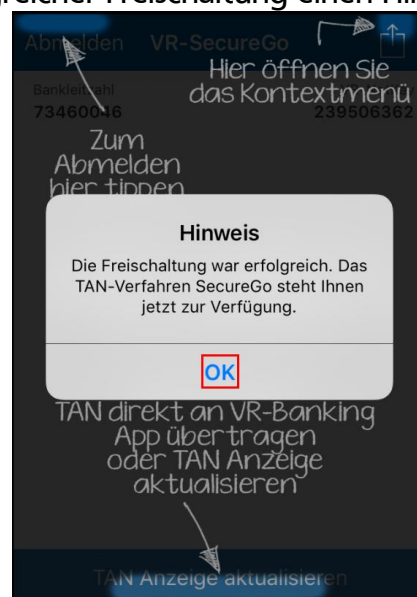 Abmelden VR-SecureGo
Hier öffnen Sie
das Kontextmenü
Bankleitzahl
73460046
239506362
Zum
Abmelden
hier tippen
Hinweis
Die Freischaltung war erfolgreich. Das
TAN-Verfahren SecureGo steht Ihnen
jetzt zur Verfügung.
OK
TAN direkt an VR-Banking
App übertragen
oder TAN Anzeige
aktualisieren
TAN Anzeige aktualisieren